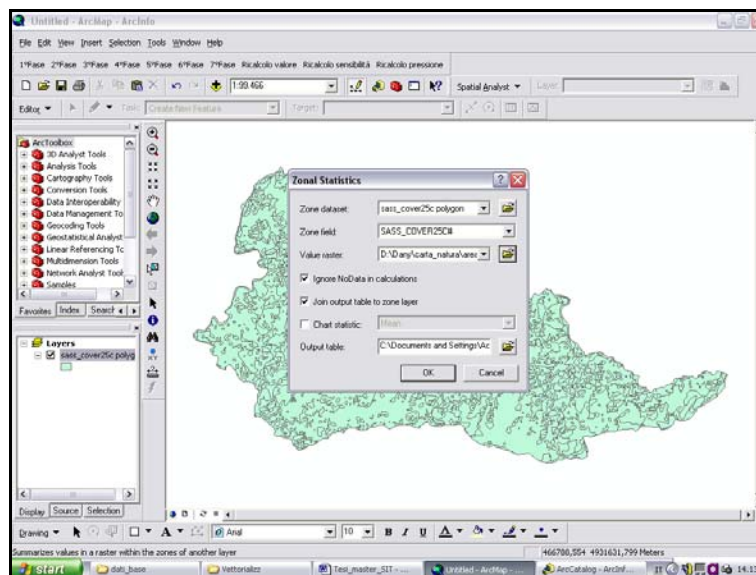 Untitled - ArcMap - ArcInfo
File Edit View Insert Selection Tools Window Help
1°Fase 2°Fase 3°Fase 4°Fase 5°Fase 6°Fase 7°Fase Ricalcolo valore Ricalcolo sensibilità Ricalcolo pressione
1:99.466 Spatial Analyst Layer:
Editor Task: Create New Feature Target:
ArcToolbox
3D Analyst Tools
Analysis Tools
Cartography Tools
Conversion Tools
Data Interoperability
Data Management To
Geocoding Tools
Geostatistical Analyst
Linear Referencing Tc
Multidimension Tools
Network Analyst Tool
Samples
Favorites Index Search
Layers
sass_cover25c polyg
Display Source Selection
Zonal Statistics
Zone dataset: sass_cover25c polygon
Zone field: SASS_COVER25C#
Value raster: D:\Dany\carta_natura\area
Ignore NoData in calculations
Join output table to zone layer
Chart statistic: Mean
Output table: C:\Documents and Settings\Ac
OK Cancel
Drawing A Arial 10 B I U A
Summarizes values in a raster within the zones of another layer 466700,554 4931631,799 Meters
start dati_base Vettorializz Tesi_master_SIT - ... Untitled - ArcMap - ... ArcCatalog - ArcInf... IT